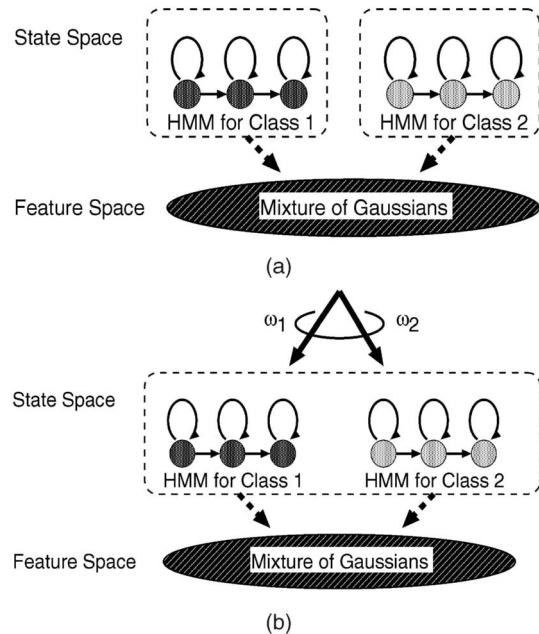 State Space
HMM for Class 1
HMM for Class 2
Feature Space
Mixture of Gaussians
(a)
ω1
ω2
State Space
HMM for Class 1
HMM for Class 2
Feature Space
Mixture of Gaussians
(b)